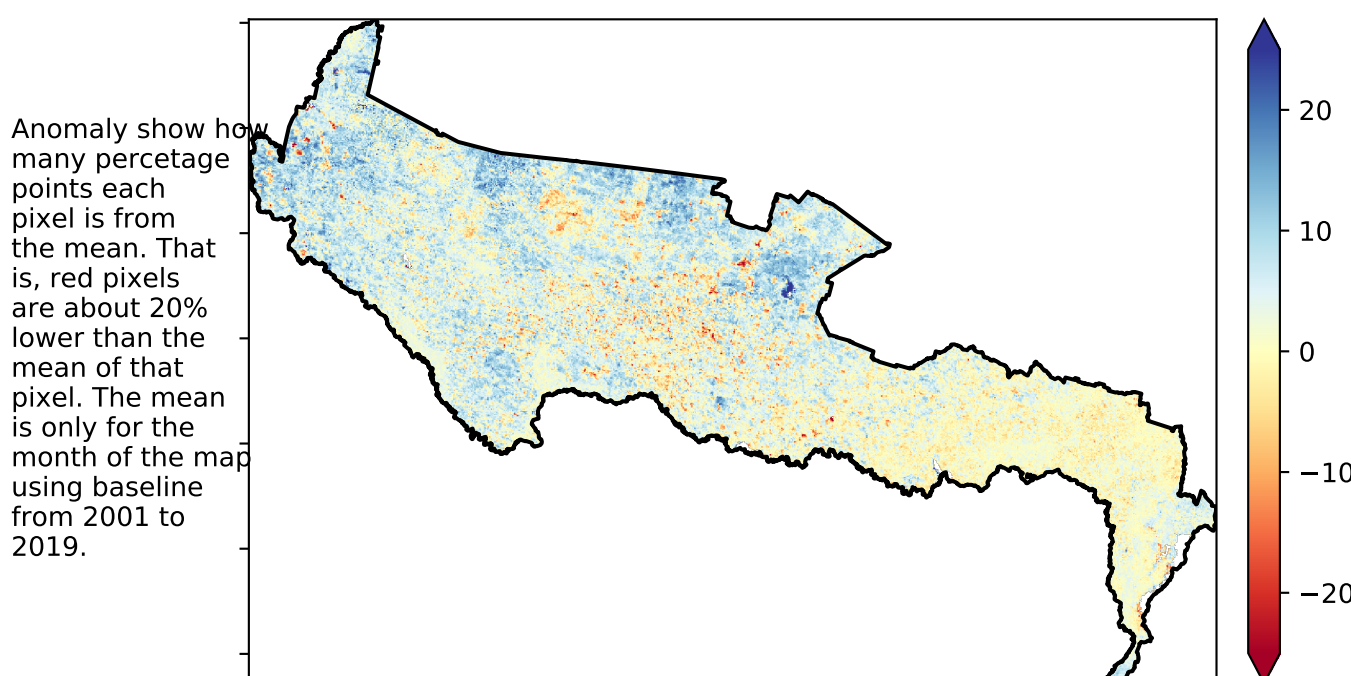 Anomaly show how
many percetage
points each
pixel is from
the mean. That
is, red pixels
are about 20%
lower than the
mean of that
pixel. The mean
is only for the
month of the map
using baseline
from 2001 to
2019.
20
10
0
−10
−20